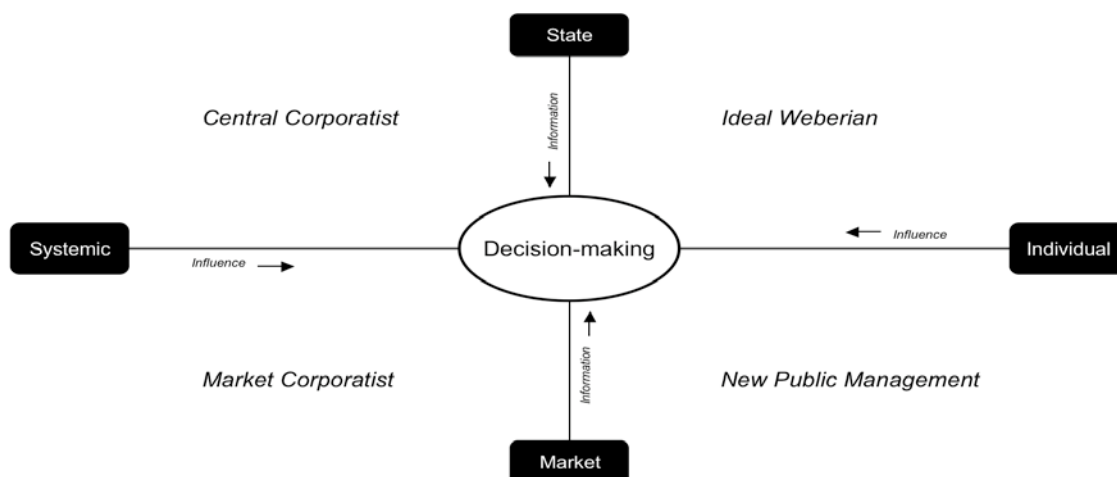 State
Central Corporatist
Ideal Weberian
Information
Systemic
Influence
Decision-making
Influence
Individual
Market Corporatist
New Public Management
Information
Market